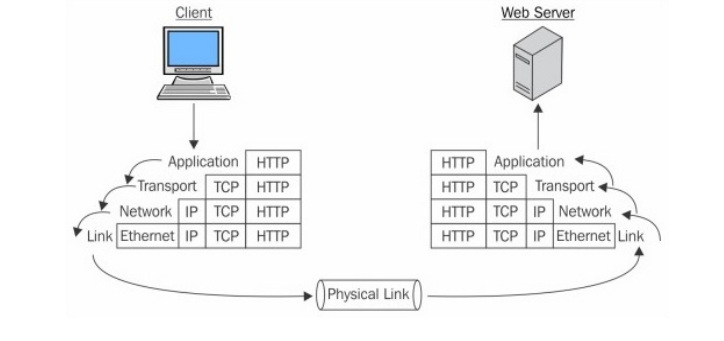 Client Web Server
Application HTTP HTTP Application
Transport TCP HTTP HTTP TCP Transport
Network IP TCP HTTP HTTP TCP IP Network
Link Ethernet IP TCP HTTP HTTP TCP IP Ethernet Link
Physical Link